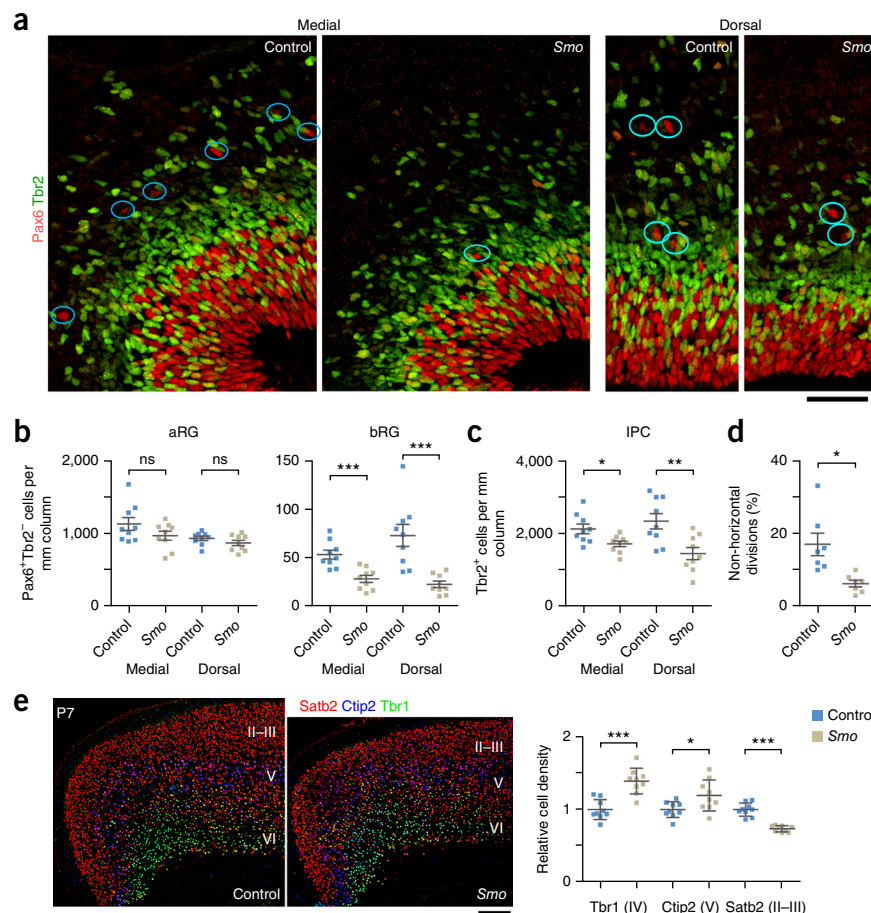 a
Medial
Dorsal
Control
Smo
Control
Smo
Pax6 Tbr2
b
aRG
bRG
Pax6⁺Tbr2⁻ cells per
mm column
2,000
1,000
0
ns
ns
150
100
50
0
***
***
Control
Smo
Control
Smo
Medial
Dorsal
Control
Smo
Control
Smo
Medial
Dorsal
c
IPC
Tbr2⁺ cells per mm
column
4,000
2,000
0
*
**
Control
Smo
Control
Smo
Medial
Dorsal
d
Non-horizontal
divisions (%)
40
20
0
*
Control
Smo
e
Satb2 Ctip2 Tbr1
P7
II–III
V
VI
Control
II–III
V
VI
Smo
Control
Smo
Relative cell density
2
1
0
***
*
***
Tbr1 (IV)
Ctip2 (V)
Satb2 (II–III)